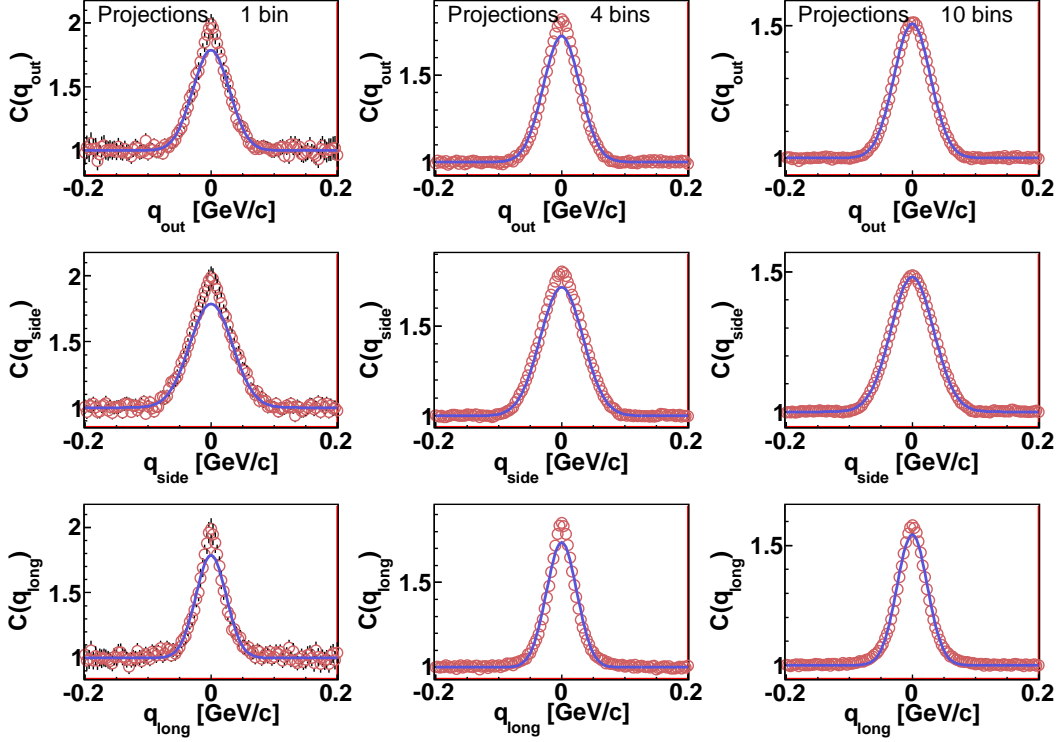 Projections 1 bin
C(q_out)
2
1.5
1
-0.2 0 0.2
q_out [GeV/c]
Projections 4 bins
C(q_out)
1.5
1
-0.2 0 0.2
q_out [GeV/c]
Projections 10 bins
C(q_out)
1.5
1
-0.2 0 0.2
q_out [GeV/c]
C(q_side)
2
1.5
1
-0.2 0 0.2
q_side [GeV/c]
C(q_side)
1.5
1
-0.2 0 0.2
q_side [GeV/c]
C(q_side)
1.5
1
-0.2 0 0.2
q_side [GeV/c]
C(q_long)
2
1.5
1
-0.2 0 0.2
q_long [GeV/c]
C(q_long)
1.5
1
-0.2 0 0.2
q_long [GeV/c]
C(q_long)
1.5
1
-0.2 0 0.2
q_long [GeV/c]